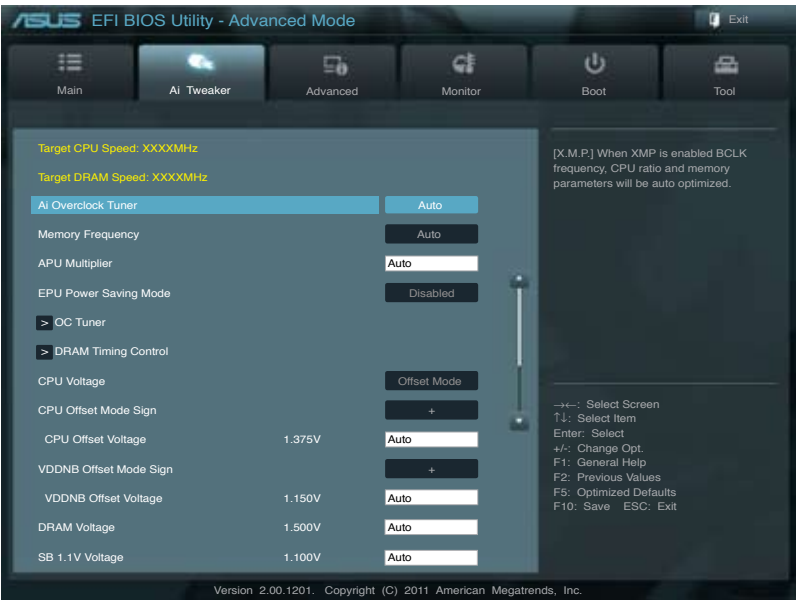 ASUS EFI BIOS Utility - Advanced Mode
Exit
Main
Ai Tweaker
Advanced
Monitor
Boot
Tool
Target CPU Speed: XXXXMHz
Target DRAM Speed: XXXXMHz
Ai Overclock Tuner Auto
Memory Frequency Auto
APU Multiplier Auto
EPU Power Saving Mode Disabled
> OC Tuner
> DRAM Timing Control
CPU Voltage Offset Mode
CPU Offset Mode Sign +
CPU Offset Voltage 1.375V Auto
VDDNB Offset Mode Sign +
VDDNB Offset Voltage 1.150V Auto
DRAM Voltage 1.500V Auto
SB 1.1V Voltage 1.100V Auto
[X.M.P.] When XMP is enabled BCLK
frequency, CPU ratio and memory
parameters will be auto optimized.
→←: Select Screen
↑↓: Select Item
Enter: Select
+/-: Change Opt.
F1: General Help
F2: Previous Values
F5: Optimized Defaults
F10: Save ESC: Exit
Version 2.00.1201. Copyright (C) 2011 American Megatrends, Inc.